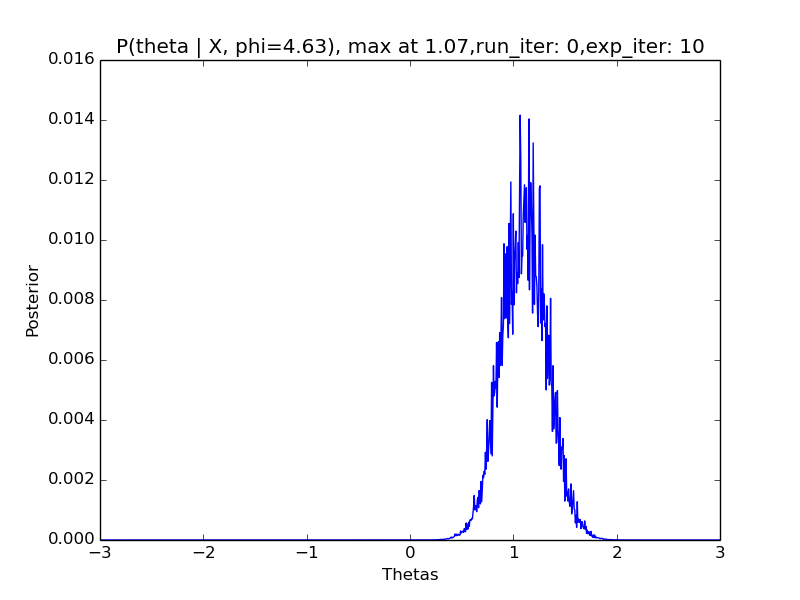 P(theta | X, phi=4.63), max at 1.07,run_iter: 0,exp_iter: 10
0.016
0.014
0.012
0.010
0.008
0.006
0.004
0.002
0.000
Posterior
−3 −2 −1 0 1 2 3
Thetas